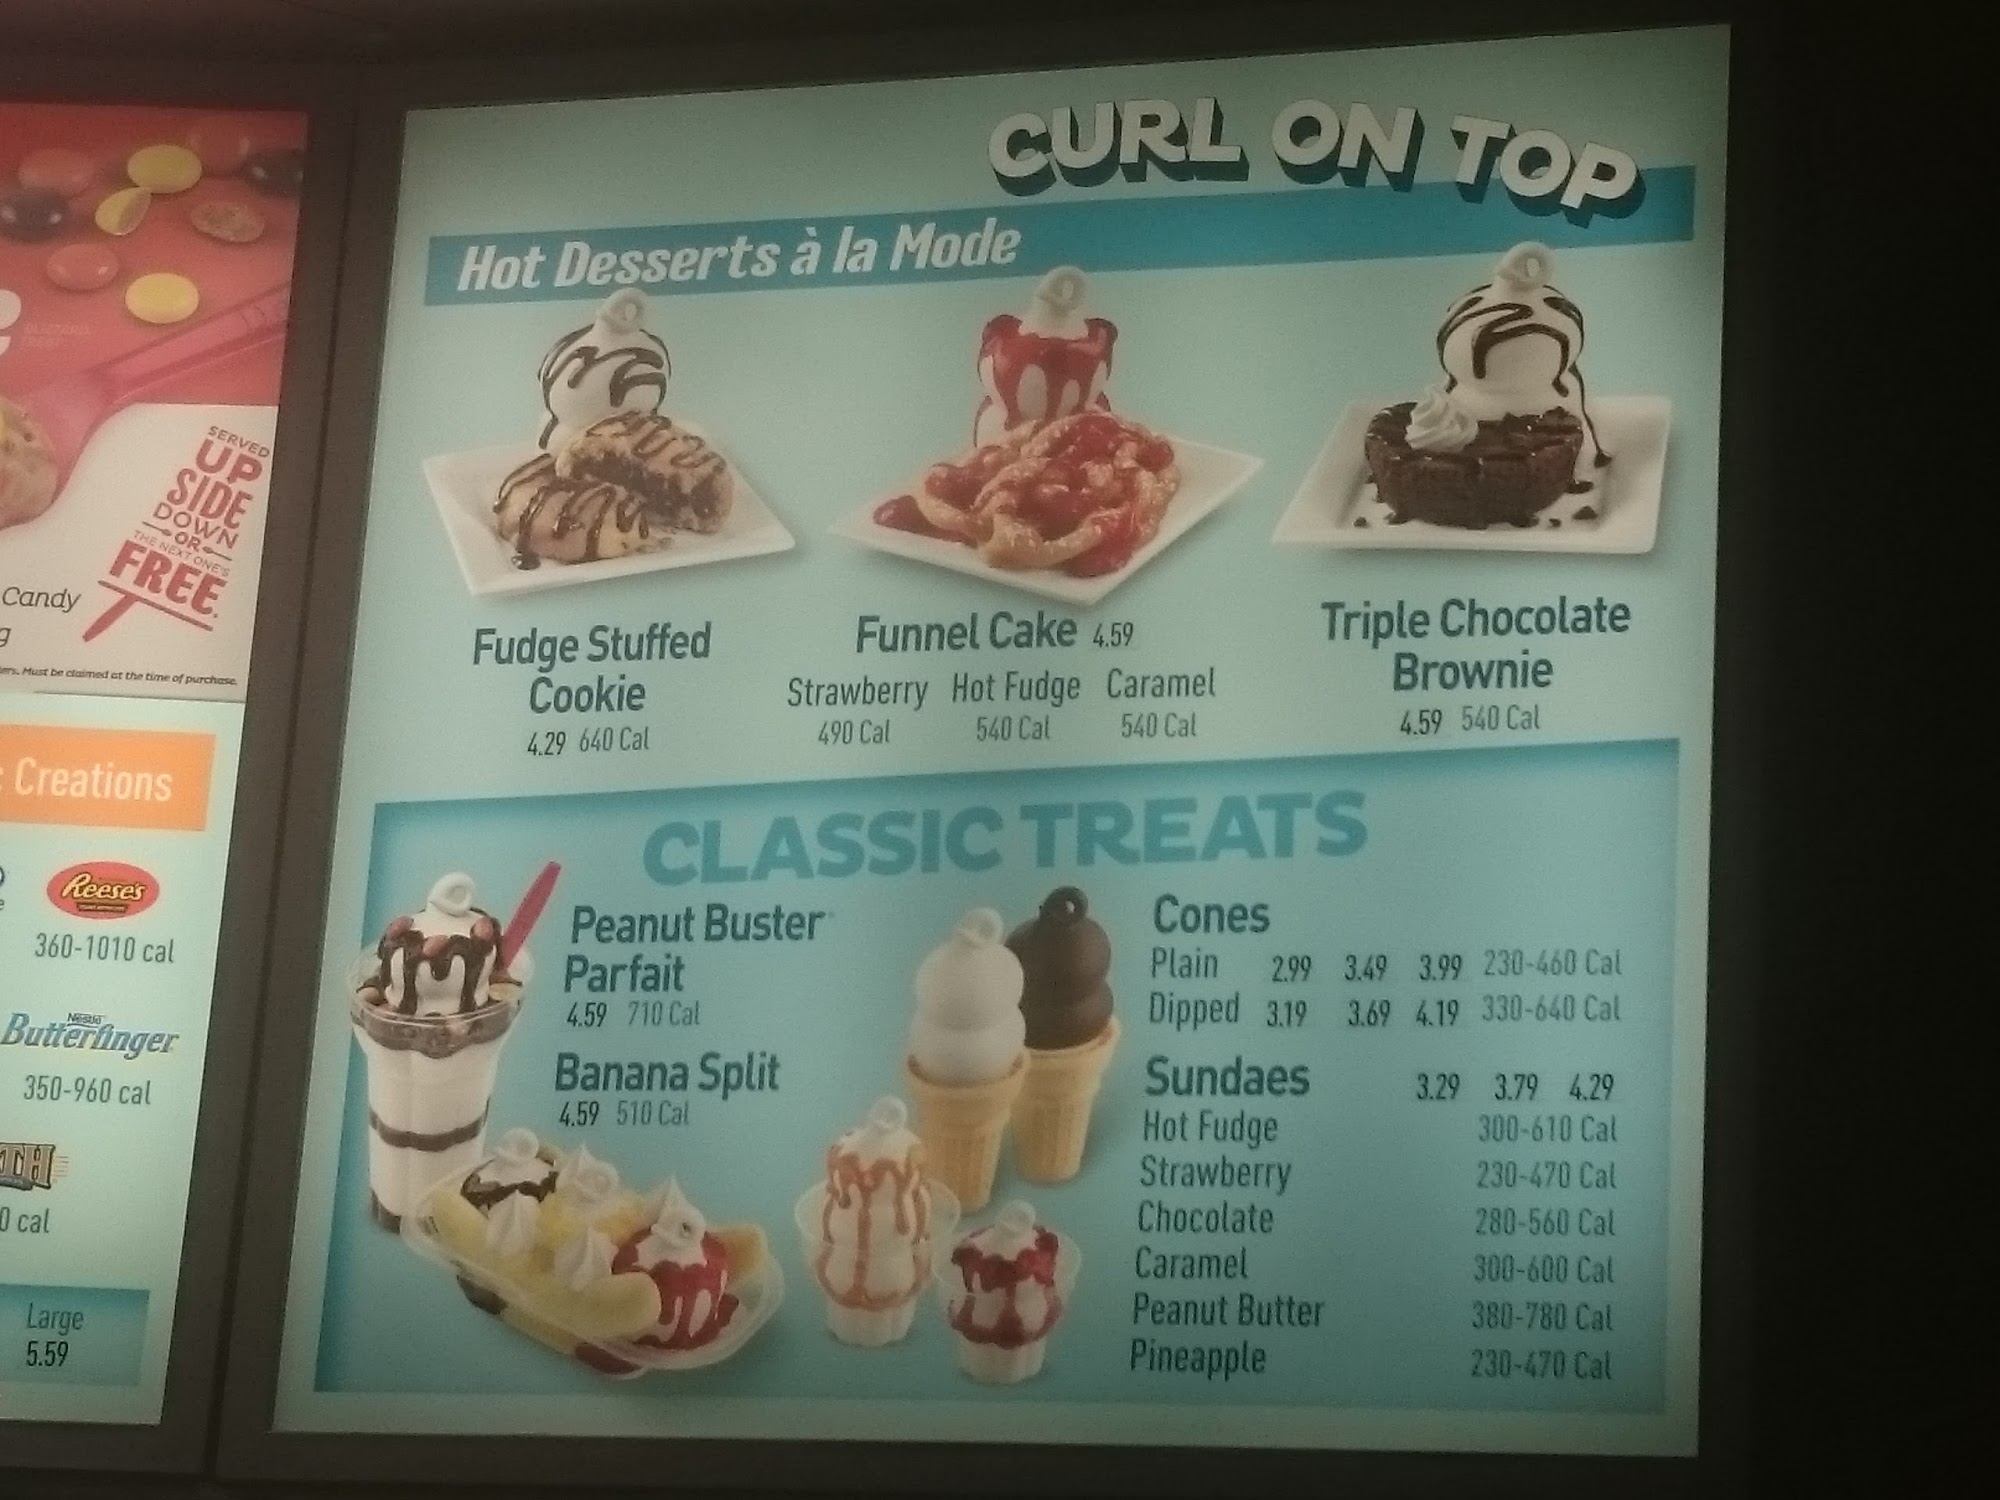 SERVED
UP
SIDE
DOWN
OR
THE NEXT ONE'S
FREE.
Candy
g
Must be claimed at the time of purchase.
Creations
Reese's
360-1010 cal
Nestlé
Butterfinger
350-960 cal
TH
0 cal
Large
5.59
CURL ON TOP
Hot Desserts à la Mode
Fudge Stuffed
Cookie
4.29 640 Cal
Funnel Cake 4.59
Strawberry Hot Fudge Caramel
490 Cal 540 Cal 540 Cal
Triple Chocolate
Brownie
4.59 540 Cal
CLASSIC TREATS
Peanut Buster
Parfait
4.59 710 Cal
Banana Split
4.59 510 Cal
Cones
Plain 2.99 3.49 3.99 230-460 Cal
Dipped 3.19 3.69 4.19 330-640 Cal
Sundaes 3.29 3.79 4.29
Hot Fudge 300-610 Cal
Strawberry 230-470 Cal
Chocolate 280-560 Cal
Caramel 300-600 Cal
Peanut Butter 380-780 Cal
Pineapple 230-470 Cal